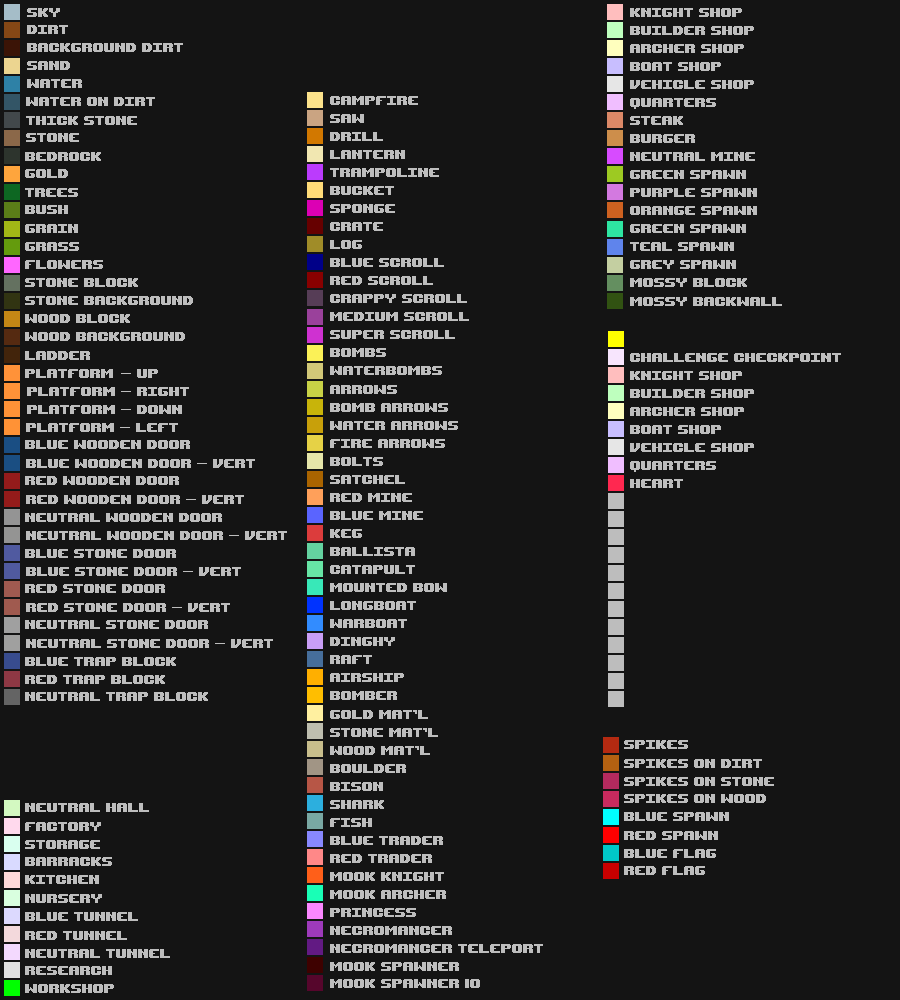 SKY
DIRT
BACKGROUND DIRT
SAND
WATER
WATER ON DIRT
THICK STONE
STONE
BEDROCK
GOLD
TREES
BUSH
GRAIN
GRASS
FLOWERS
STONE BLOCK
STONE BACKGROUND
WOOD BLOCK
WOOD BACKGROUND
LADDER
PLATFORM - UP
PLATFORM - RIGHT
PLATFORM - DOWN
PLATFORM - LEFT
BLUE WOODEN DOOR
BLUE WOODEN DOOR - VERT
RED WOODEN DOOR
RED WOODEN DOOR - VERT
NEUTRAL WOODEN DOOR
NEUTRAL WOODEN DOOR - VERT
BLUE STONE DOOR
BLUE STONE DOOR - VERT
RED STONE DOOR
RED STONE DOOR - VERT
NEUTRAL STONE DOOR
NEUTRAL STONE DOOR - VERT
BLUE TRAP BLOCK
RED TRAP BLOCK
NEUTRAL TRAP BLOCK
NEUTRAL HALL
FACTORY
STORAGE
BARRACKS
KITCHEN
NURSERY
BLUE TUNNEL
RED TUNNEL
NEUTRAL TUNNEL
RESEARCH
WORKSHOP
CAMPFIRE
SAW
DRILL
LANTERN
TRAMPOLINE
BUCKET
SPONGE
CRATE
LOG
BLUE SCROLL
RED SCROLL
CRAPPY SCROLL
MEDIUM SCROLL
SUPER SCROLL
BOMBS
WATERBOMBS
ARROWS
BOMB ARROWS
WATER ARROWS
FIRE ARROWS
BOLTS
SATCHEL
RED MINE
BLUE MINE
KEG
BALLISTA
CATAPULT
MOUNTED BOW
LONGBOAT
WARBOAT
DINGHY
RAFT
AIRSHIP
BOMBER
GOLD MAT'L
STONE MAT'L
WOOD MAT'L
BOULDER
BISON
SHARK
FISH
BLUE TRADER
RED TRADER
MOOK KNIGHT
MOOK ARCHER
PRINCESS
NECROMANCER
NECROMANCER TELEPORT
MOOK SPAWNER
MOOK SPAWNER 10
KNIGHT SHOP
BUILDER SHOP
ARCHER SHOP
BOAT SHOP
VEHICLE SHOP
QUARTERS
STEAK
BURGER
NEUTRAL MINE
GREEN SPAWN
PURPLE SPAWN
ORANGE SPAWN
GREEN SPAWN
TEAL SPAWN
GREY SPAWN
MOSSY BLOCK
MOSSY BACKWALL
CHALLENGE CHECKPOINT
KNIGHT SHOP
BUILDER SHOP
ARCHER SHOP
BOAT SHOP
VEHICLE SHOP
QUARTERS
HEART
SPIKES
SPIKES ON DIRT
SPIKES ON STONE
SPIKES ON WOOD
BLUE SPAWN
RED SPAWN
BLUE FLAG
RED FLAG